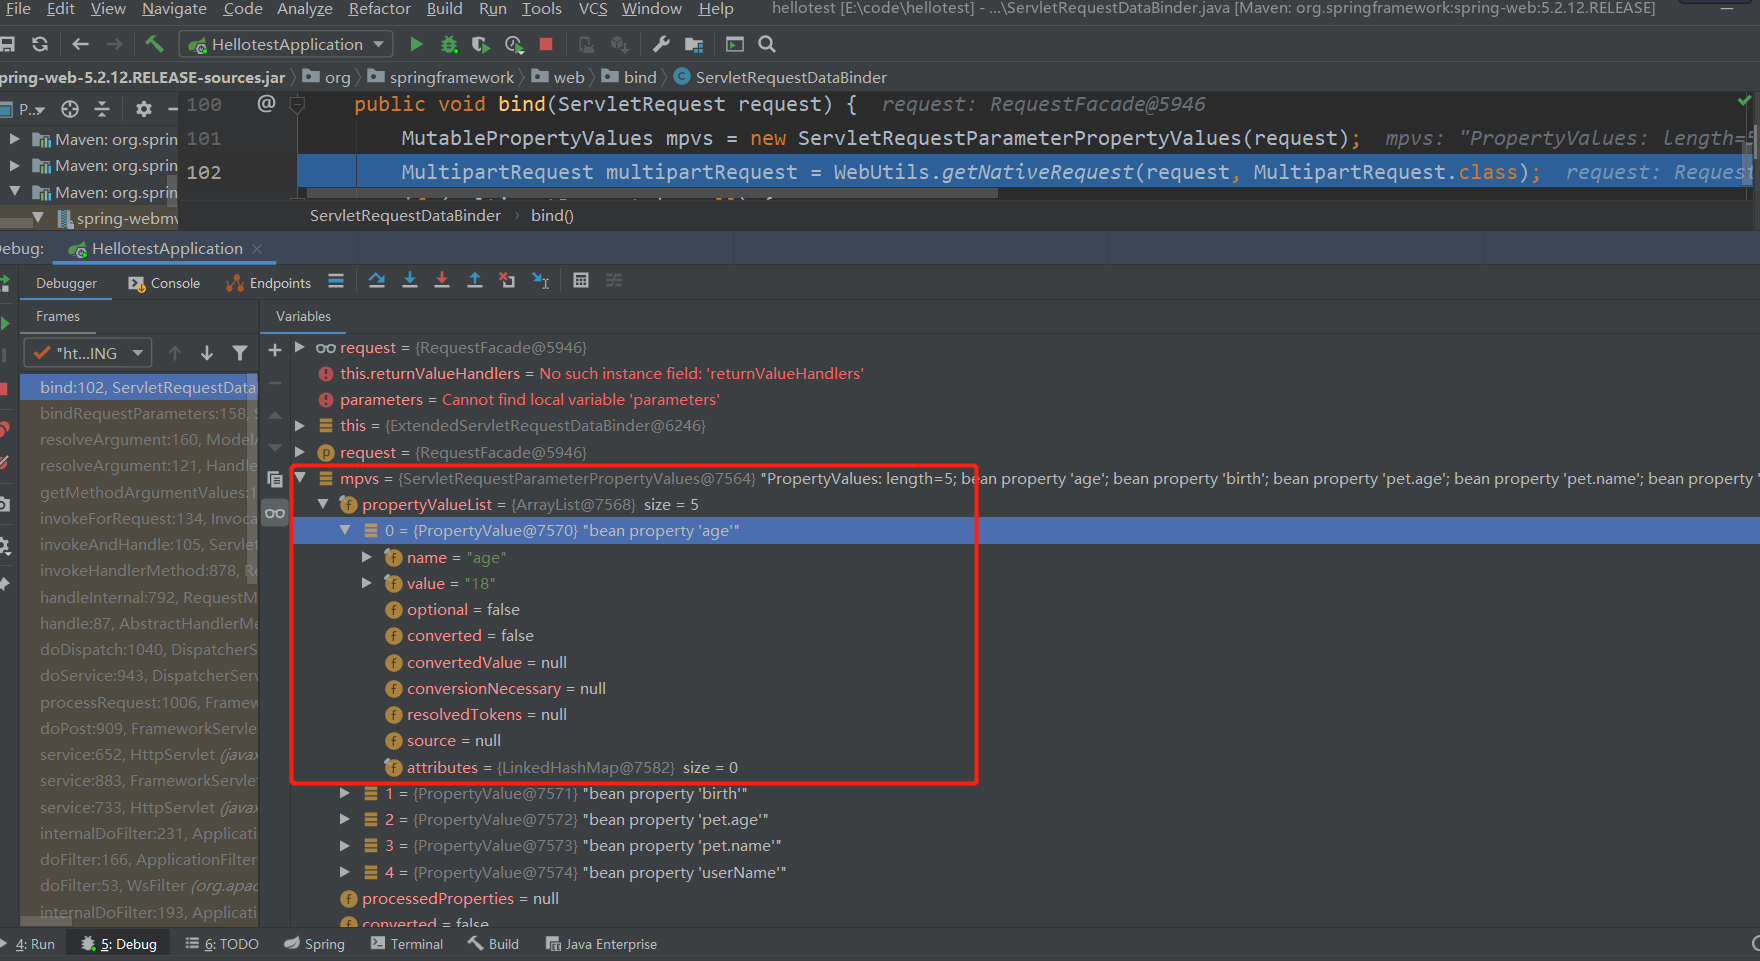 File Edit View Navigate Code Analyze Refactor Build Run Tools VCS Window Help hellotest [E:\code\hellotest] - ...\ServletRequestDataBinder.java [Maven: org.springframework:spring-web:5.2.12.RELEASE]
HellotestApplication
pring-web-5.2.12.RELEASE-sources.jar org springframework web bind ServletRequestDataBinder
P...
100 @ public void bind(ServletRequest request) { request: RequestFacade@5946
Maven: org.sprin 101 MutablePropertyValues mpvs = new ServletRequestParameterPropertyValues(request); mpvs: "PropertyValues: length=5
Maven: org.sprin
102 MultipartRequest multipartRequest = WebUtils.getNativeRequest(request, MultipartRequest.class); request: Request
Maven: org.sprin
spring-webmv
ServletRequestDataBinder › bind()
ebug: HellotestApplication
Debugger Console Endpoints
Frames
Variables
"ht...ING
bind:102, ServletRequestData
bindRequestParameters:158, S
resolveArgument:160, ModelA
resolveArgument:121, Handle
getMethodArgumentValues:1
invokeForRequest:134, Invoca
invokeAndHandle:105, Servlet
invokeHandlerMethod:878, Re
handleInternal:792, RequestM
handle:87, AbstractHandlerMe
doDispatch:1040, DispatcherS
doService:943, DispatcherServ
processRequest:1006, Framew
doPost:909, FrameworkServle
service:652, HttpServlet (javax
service:883, FrameworkServlet
service:733, HttpServlet (javax
internalDoFilter:231, Applicati
doFilter:166, ApplicationFilter
doFilter:53, WsFilter (org.apac
internalDoFilter:193, Applicati
request = {RequestFacade@5946}
this.returnValueHandlers = No such instance field: 'returnValueHandlers'
parameters = Cannot find local variable 'parameters'
this = {ExtendedServletRequestDataBinder@6246}
request = {RequestFacade@5946}
mpvs = {ServletRequestParameterPropertyValues@7564} "PropertyValues: length=5; bean property 'age'; bean property 'birth'; bean property 'pet.age'; bean property 'pet.name'; bean property '
propertyValueList = {ArrayList@7568} size = 5
0 = {PropertyValue@7570} "bean property 'age'"
name = "age"
value = "18"
optional = false
converted = false
convertedValue = null
conversionNecessary = null
resolvedTokens = null
source = null
attributes = {LinkedHashMap@7582} size = 0
1 = {PropertyValue@7571} "bean property 'birth'"
2 = {PropertyValue@7572} "bean property 'pet.age'"
3 = {PropertyValue@7573} "bean property 'pet.name'"
4 = {PropertyValue@7574} "bean property 'userName'"
processedProperties = null
converted = false
4: Run 5: Debug 6: TODO Spring Terminal Build Java Enterprise